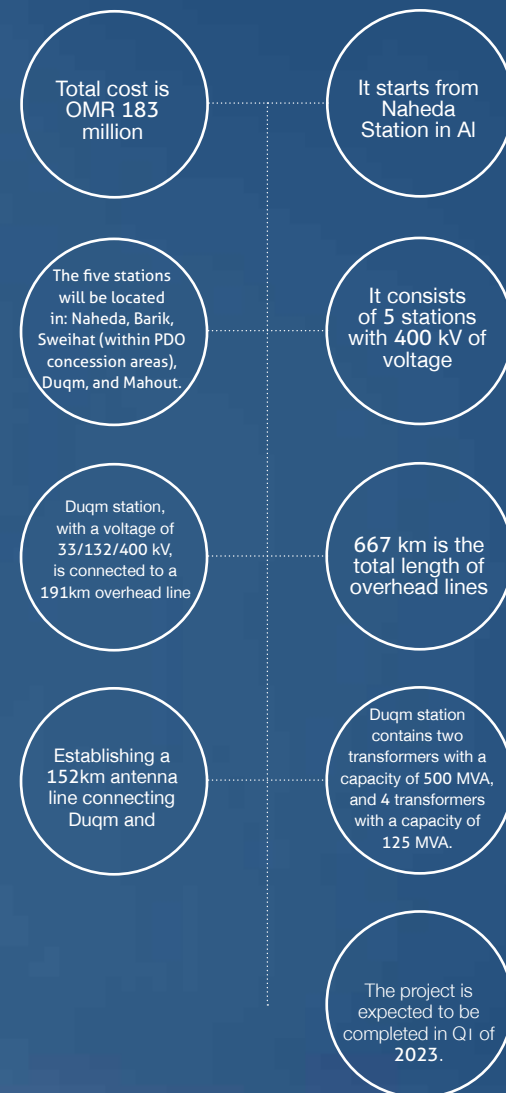 Total cost is
OMR 183
million
It starts from
Naheda
Station in Al
The five stations
will be located
in: Naheda, Barik,
Sweihat (within PDO
concession areas),
Duqm, and Mahout.
It consists
of 5 stations
with 400 kV of
voltage
Duqm station,
with a voltage of
33/132/400 kV,
is connected to a
191km overhead line
667 km is the
total length of
overhead lines
Establishing a
152km antenna
line connecting
Duqm and
Duqm station
contains two
transformers with a
capacity of 500 MVA,
and 4 transformers
with a capacity of
125 MVA.
The project is
expected to be
completed in Q1 of
2023.